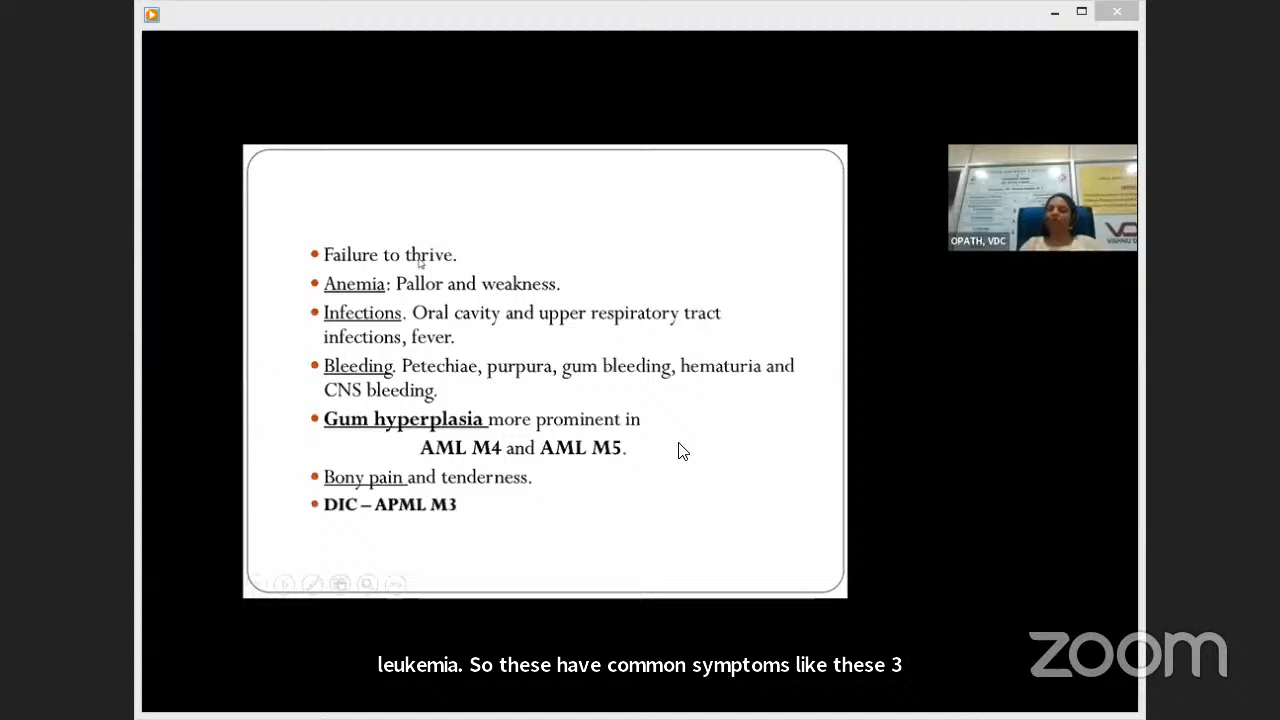 • Failure to thrive.
• Anemia: Pallor and weakness.
• Infections. Oral cavity and upper respiratory tract
infections, fever.
• Bleeding. Petechiae, purpura, gum bleeding, hematuria and
CNS bleeding.
• Gum hyperplasia more prominent in
AML M4 and AML M5.
• Bony pain and tenderness.
• DIC – APML M3
OPATH, VDC
leukemia. So these have common symptoms like these 3
zoom